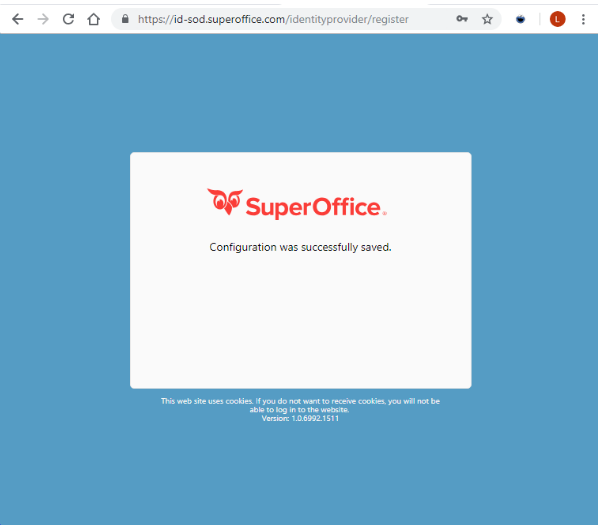 https://id-sod.superoffice.com/identityprovider/register
L
SuperOffice®
Configuration was successfully saved.
This web site uses cookies. If you do not want to receive cookies, you will not be
able to log in to the website.
Version: 1.0.6992.1511